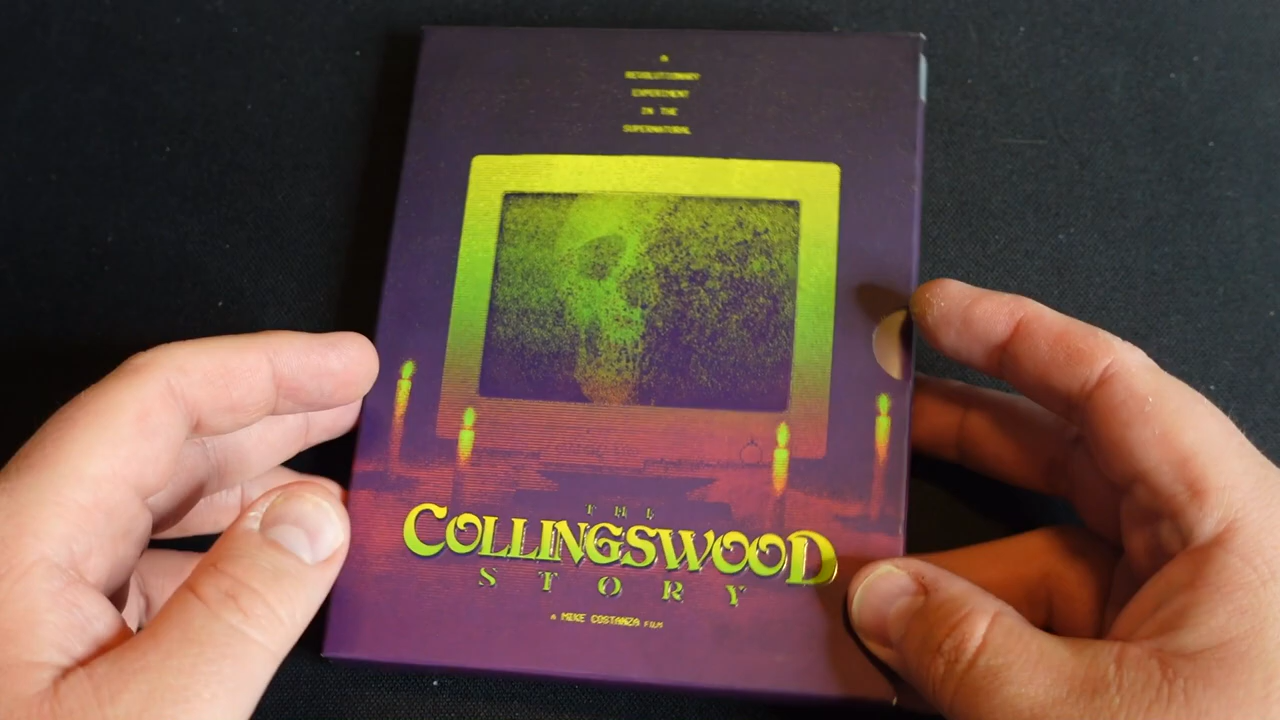 A
REVOLUTIONARY
EXPERIMENT
IN THE
SUPERNATURAL
THE
COLLINGSWOOD
STORY
A MIKE COSTANZA FILM